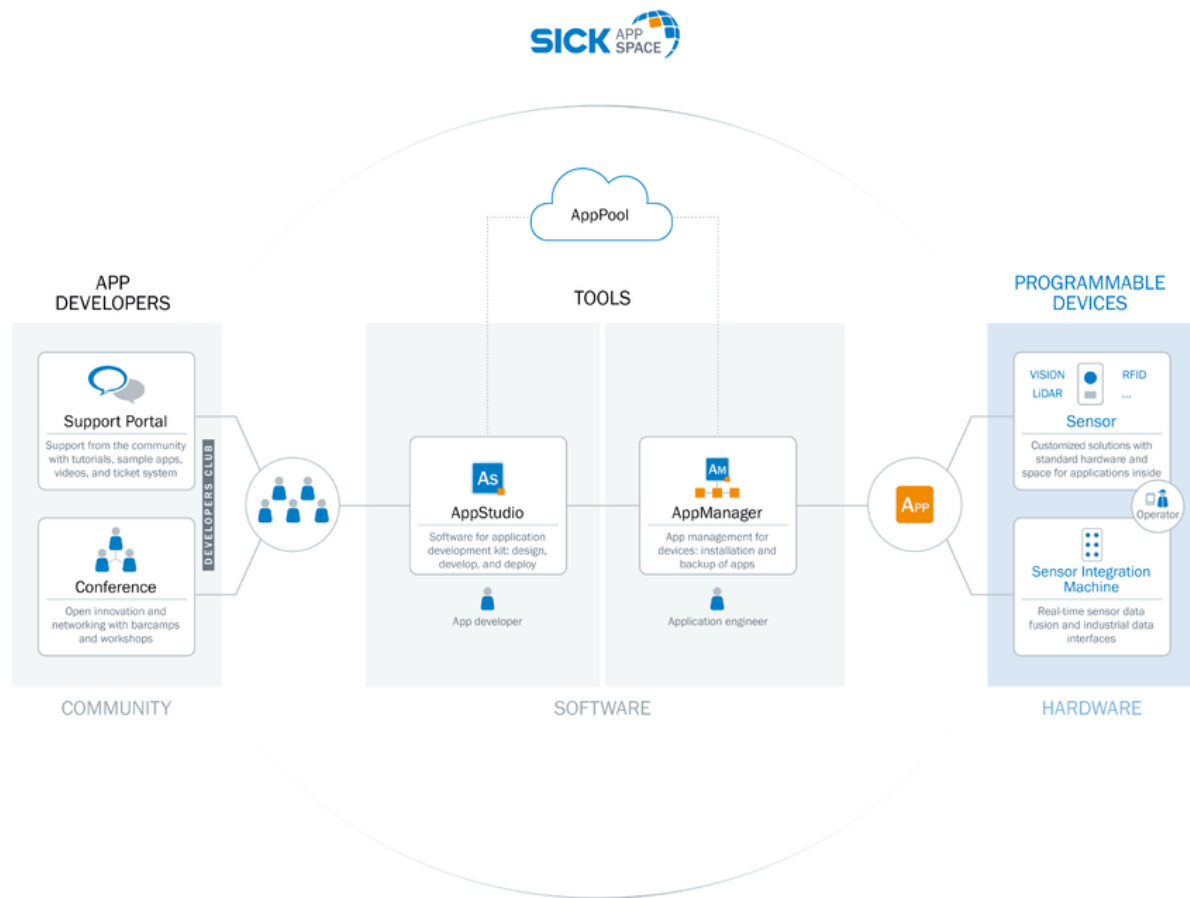 SICK APP
SPACE
AppPool
APP
DEVELOPERS
TOOLS
PROGRAMMABLE
DEVICES
Support Portal
Support from the community
with tutorials, sample apps,
videos, and ticket system
Conference
Open innovation and
networking with barcamps
and workshops
DEVELOPERS CLUB
As
AppStudio
Software for application
development kit: design,
develop, and deploy
App developer
AM
AppManager
App management for
devices: installation and
backup of apps
Application engineer
APP
VISION
RFID
LiDAR
...
Sensor
Customized solutions with
standard hardware and
space for applications inside
Operator
Sensor Integration
Machine
Real-time sensor data
fusion and industrial data
interfaces
COMMUNITY
SOFTWARE
HARDWARE